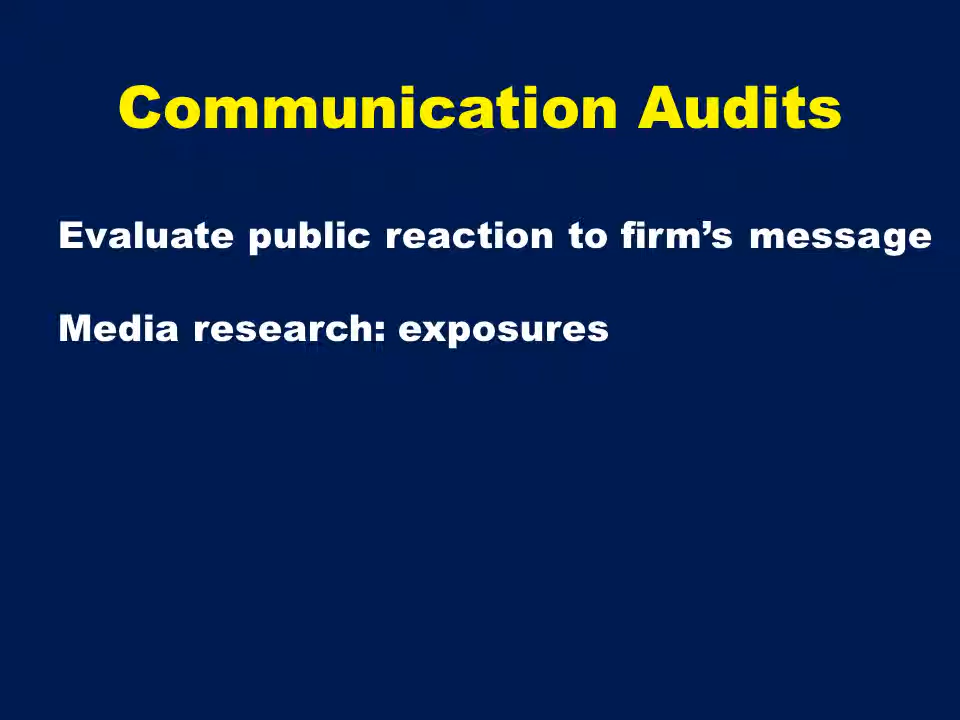 Communication Audits
Evaluate public reaction to firm’s message
Media research: exposures